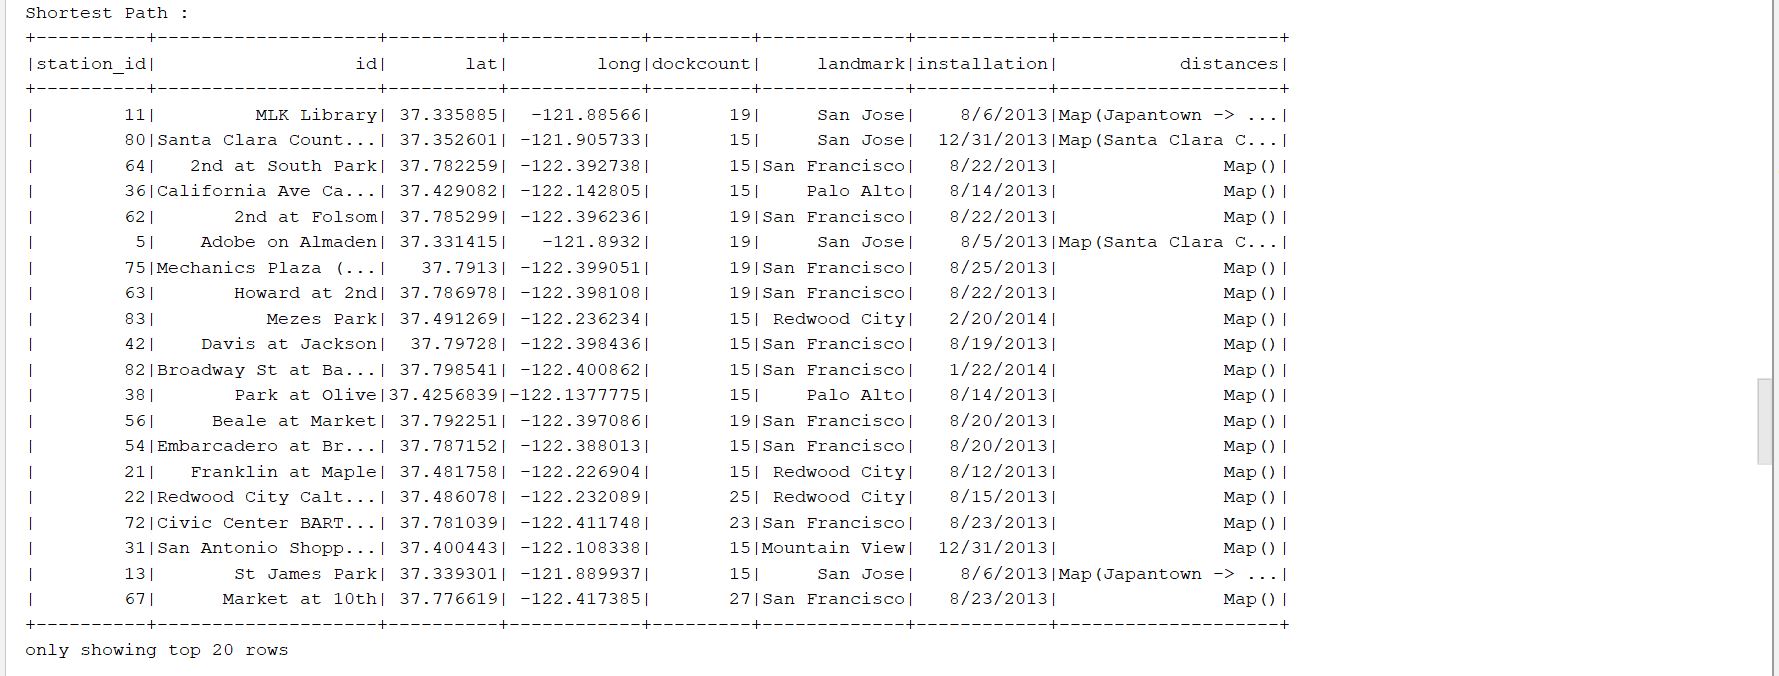 Shortest Path :
+----------+--------------------+----------+------------+---------+-------------+------------+--------------------+
|station_id|                  id|       lat|        long|dockcount|     landmark|installation|           distances|
+----------+--------------------+----------+------------+---------+-------------+------------+--------------------+
|        11|         MLK Library| 37.335885|  -121.88566|       19|     San Jose|    8/6/2013|Map(Japantown -> ...|
|        80|Santa Clara Count...| 37.352601| -121.905733|       15|     San Jose|  12/31/2013|Map(Santa Clara C...|
|        64|   2nd at South Park| 37.782259| -122.392738|       15|San Francisco|   8/22/2013|               Map()|
|        36|California Ave Ca...| 37.429082| -122.142805|       15|    Palo Alto|   8/14/2013|               Map()|
|        62|       2nd at Folsom| 37.785299| -122.396236|       19|San Francisco|   8/22/2013|               Map()|
|         5|    Adobe on Almaden| 37.331415|   -121.8932|       19|     San Jose|    8/5/2013|Map(Santa Clara C...|
|        75|Mechanics Plaza (...|   37.7913| -122.399051|       19|San Francisco|   8/25/2013|               Map()|
|        63|       Howard at 2nd| 37.786978| -122.398108|       19|San Francisco|   8/22/2013|               Map()|
|        83|          Mezes Park| 37.491269| -122.236234|       15| Redwood City|   2/20/2014|               Map()|
|        42|    Davis at Jackson|  37.79728| -122.398436|       15|San Francisco|   8/19/2013|               Map()|
|        82|Broadway St at Ba...| 37.798541| -122.400862|       15|San Francisco|   1/22/2014|               Map()|
|        38|       Park at Olive|37.4256839|-122.1377775|       15|    Palo Alto|   8/14/2013|               Map()|
|        56|     Beale at Market| 37.792251| -122.397086|       19|San Francisco|   8/20/2013|               Map()|
|        54|Embarcadero at Br...| 37.787152| -122.388013|       15|San Francisco|   8/20/2013|               Map()|
|        21|   Franklin at Maple| 37.481758| -122.226904|       15| Redwood City|   8/12/2013|               Map()|
|        22|Redwood City Calt...| 37.486078| -122.232089|       25| Redwood City|   8/15/2013|               Map()|
|        72|Civic Center BART...| 37.781039| -122.411748|       23|San Francisco|   8/23/2013|               Map()|
|        31|San Antonio Shopp...| 37.400443| -122.108338|       15|Mountain View|  12/31/2013|               Map()|
|        13|       St James Park| 37.339301| -121.889937|       15|     San Jose|    8/6/2013|Map(Japantown -> ...|
|        67|      Market at 10th| 37.776619| -122.417385|       27|San Francisco|   8/23/2013|               Map()|
+----------+--------------------+----------+------------+---------+-------------+------------+--------------------+
only showing top 20 rows